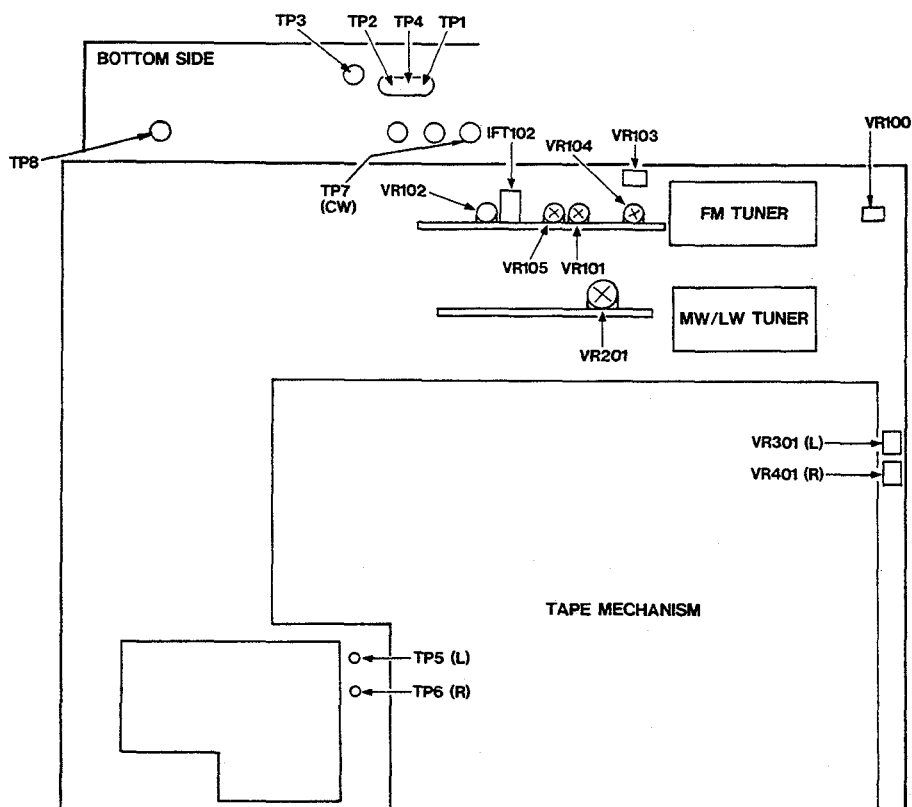 TP3 TP2 TP4 TP1
BOTTOM SIDE
TP8
TP7
(CW)
IFT102
VR102
VR103
VR104
VR100
FM TUNER
VR105 VR101
MW/LW TUNER
VR201
VR301 (L)
VR401 (R)
TAPE MECHANISM
TP5 (L)
TP6 (R)